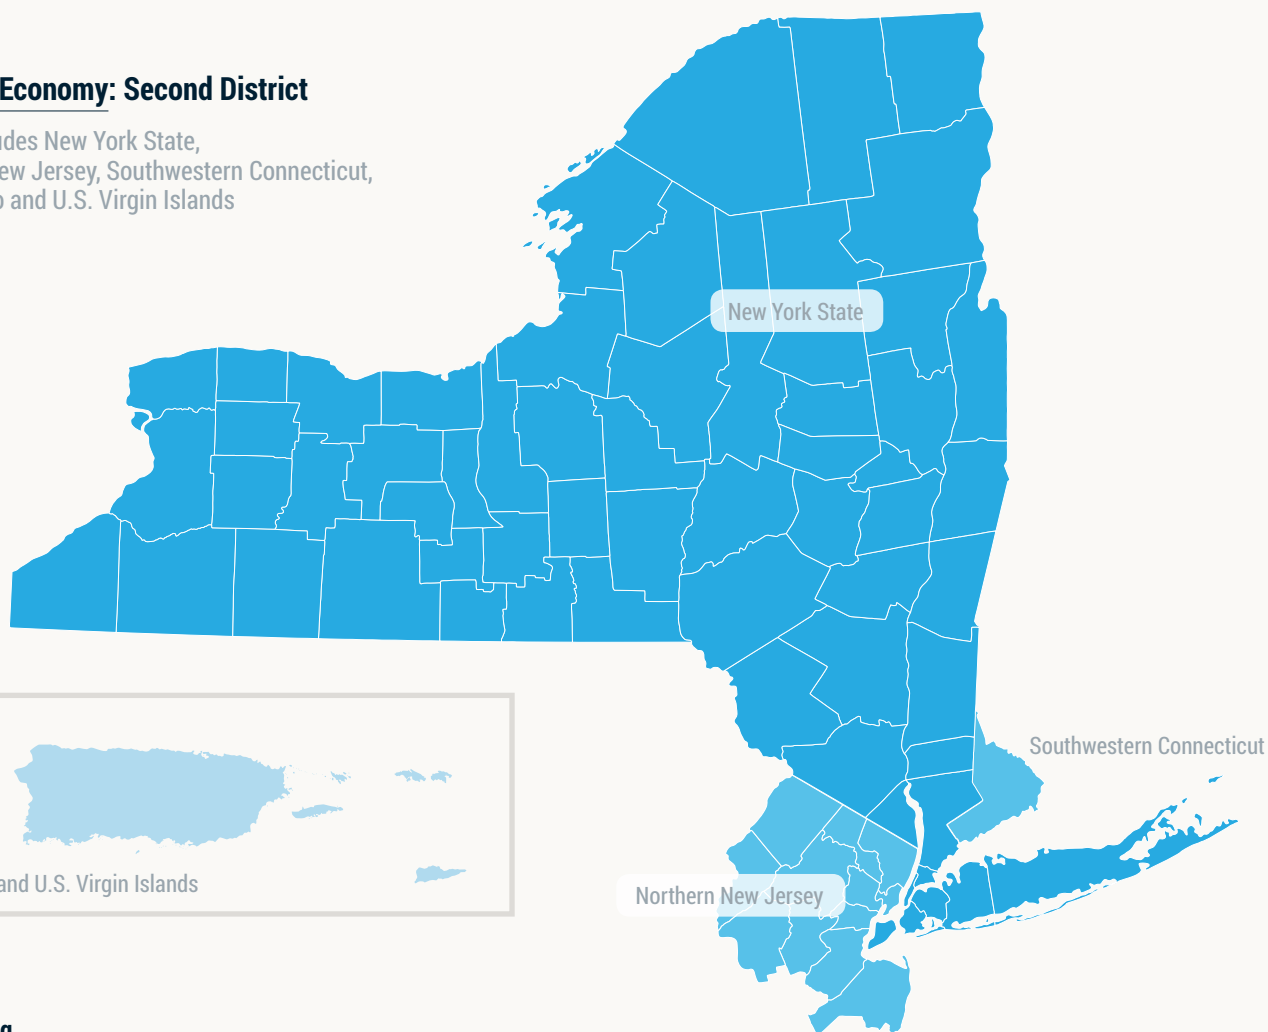 Economy: Second District
udes New York State,
ew Jersey, Southwestern Connecticut,
o and U.S. Virgin Islands
New York State
Southwestern Connecticut
and U.S. Virgin Islands
Northern New Jersey